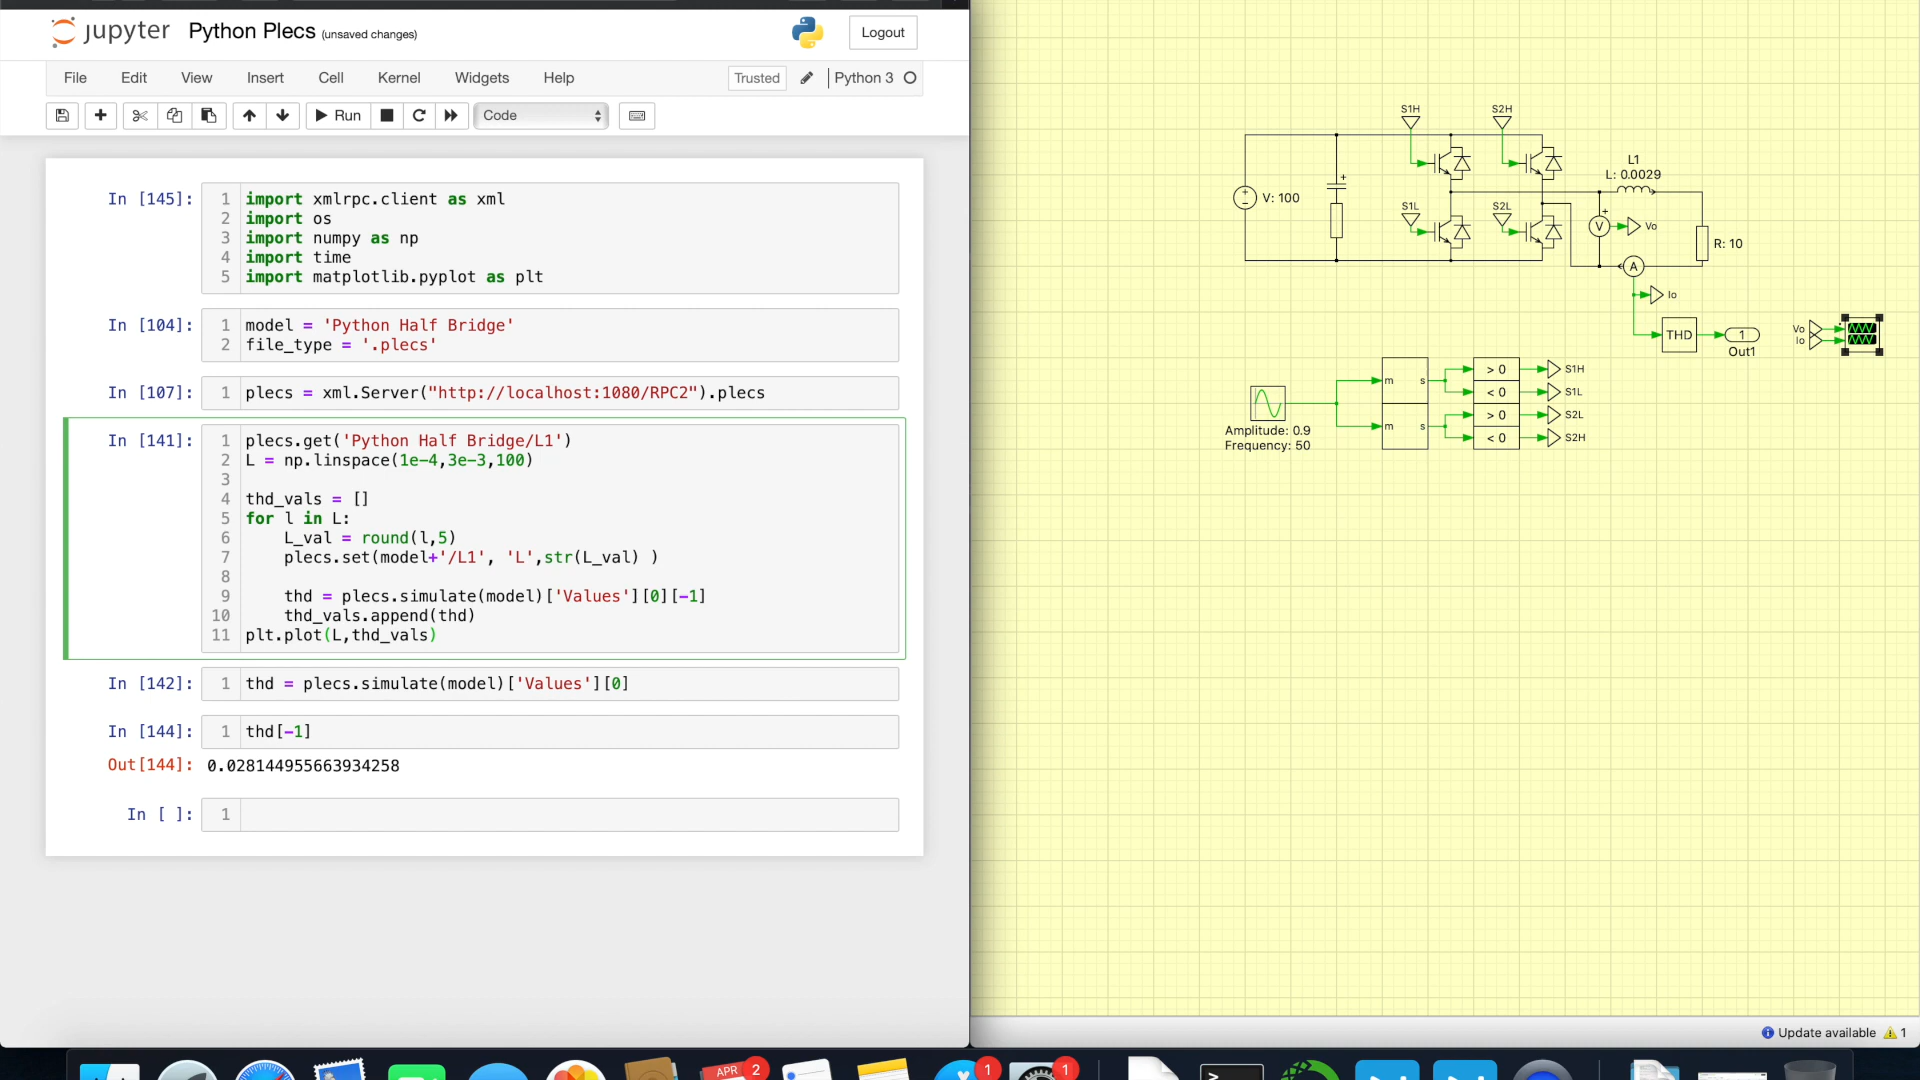 jupyter Python Plecs (unsaved changes)
Logout
File Edit View Insert Cell Kernel Widgets Help
Trusted
Python 3
Run
Code
In [145]:
1 import xmlrpc.client as xml
2 import os
3 import numpy as np
4 import time
5 import matplotlib.pyplot as plt
In [104]:
1 model = 'Python Half Bridge'
2 file_type = '.plecs'
In [107]:
1 plecs = xml.Server("http://localhost:1080/RPC2").plecs
In [141]:
1 plecs.get('Python Half Bridge/L1')
2 L = np.linspace(1e-4,3e-3,100)
3
4 thd_vals = []
5 for l in L:
6     L_val = round(l,5)
7     plecs.set(model+'/L1', 'L',str(L_val) )
8
9     thd = plecs.simulate(model)['Values'][0][-1]
10     thd_vals.append(thd)
11 plt.plot(L,thd_vals)
In [142]:
1 thd = plecs.simulate(model)['Values'][0]
In [144]:
1 thd[-1]
Out[144]: 0.028144955663934258
In [ ]:
1
S1H
S2H
L1
L: 0.0029
V: 100
+
S1L
S2L
+
V
Vo
R: 10
A
Io
THD
1
Out1
Vo
Io
m
s
> 0
S1H
< 0
S1L
m
s
> 0
S2L
< 0
S2H
Amplitude: 0.9
Frequency: 50
Update available
1
APR
2
1
1